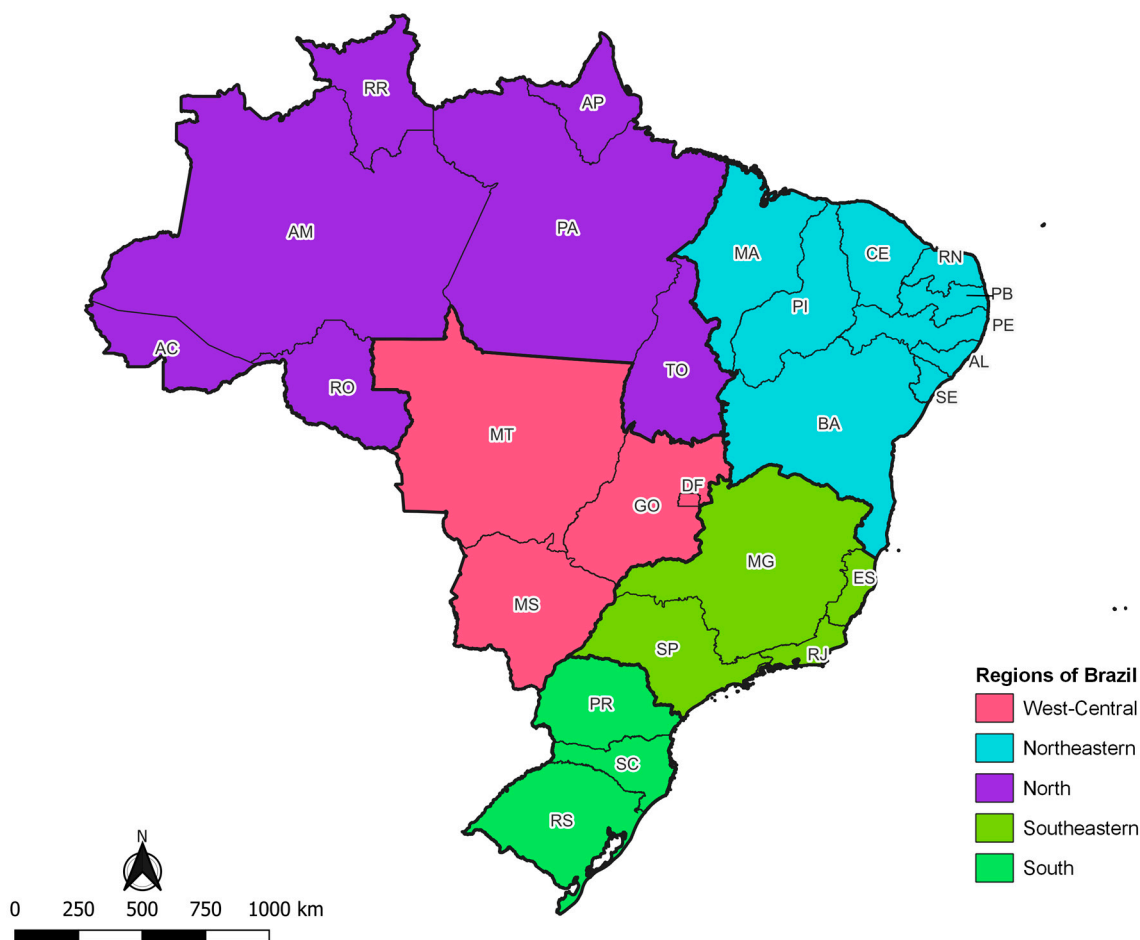 RR
AP
AM
PA
MA
CE
RN
PI
PB
PE
AC
AL
TO
RO
SE
BA
MT
DF
GO
MG
ES
MS
SP
RJ
PR
SC
RS
Regions of Brazil
West-Central
Northeastern
North
Southeastern
South
N
0 250 500 750 1000 km